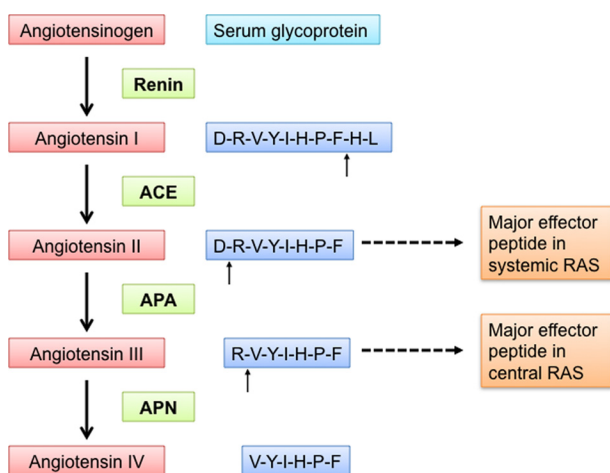 Angiotensinogen
Serum glycoprotein
Renin
Angiotensin I
D-R-V-Y-I-H-P-F-H-L
ACE
Angiotensin II
D-R-V-Y-I-H-P-F
Major effector
peptide in
systemic RAS
APA
Angiotensin III
R-V-Y-I-H-P-F
Major effector
peptide in
central RAS
APN
Angiotensin IV
V-Y-I-H-P-F